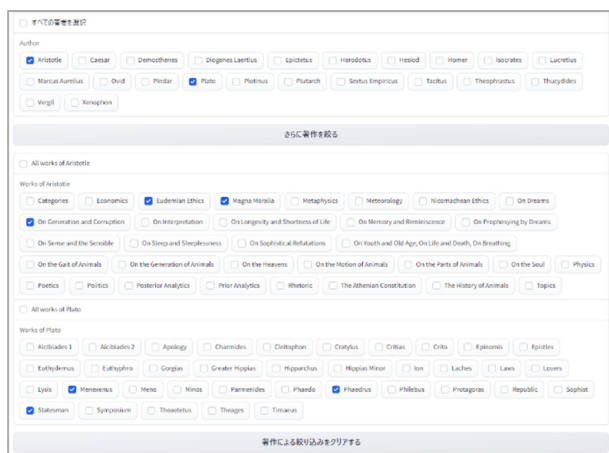 すべての著者を選択
Author
Aristotle Caesar Demosthenes Diogenes Laertius Epictetus Herodotus Hesiod Homer Isocrates Lucretius
Marcus Aurelius Ovid Pindar Plato Plotinus Plutarch Sextus Empiricus Tacitus Theophrastus Thucydides
Vergil Xenophon
さらに著作を絞る
All works of Aristotle
Works of Aristotle
Categories Economics Eudemian Ethics Magna Moralia Metaphysics Meteorology Nicomachean Ethics On Dreams
On Generation and Corruption On Interpretation On Longevity and Shortness of Life On Memory and Reminiscence On Prophesying by Dreams
On Sense and the Sensible On Sleep and Sleeplessness On Sophistical Refutations On Youth and Old Age, On Life and Death, On Breathing
On the Gait of Animals On the Generation of Animals On the Heavens On the Motion of Animals On the Parts of Animals On the Soul Physics
Poetics Politics Posterior Analytics Prior Analytics Rhetoric The Athenian Constitution The History of Animals Topics
All works of Plato
Works of Plato
Alcibiades 1 Alcibiades 2 Apology Charmides Cleitophon Cratylus Critias Crito Epinomis Epistles
Euthydemus Euthyphro Gorgias Greater Hippias Hipparchus Hippias Minor Ion Laches Laws Lovers
Lysis Menexenus Meno Minos Parmenides Phaedo Phaedrus Philebus Protagoras Republic Sophist
Statesman Symposium Theaetetus Theages Timaeus
著作による絞り込みをクリアする